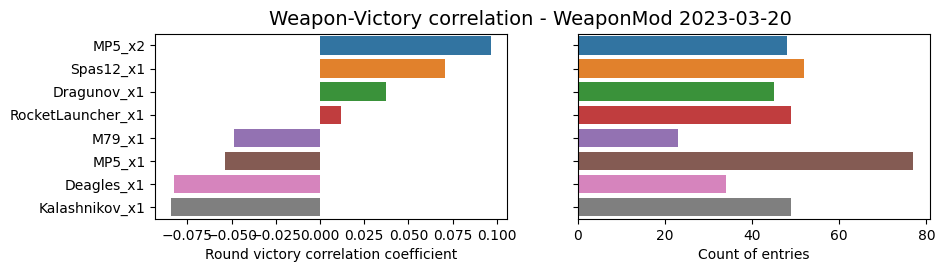 Weapon-Victory correlation - WeaponMod 2023-03-20
MP5_x2
Spas12_x1
Dragunov_x1
RocketLauncher_x1
M79_x1
MP5_x1
Deagles_x1
Kalashnikov_x1
−0.075 −0.050 −0.025 0.000 0.025 0.050 0.075 0.100
Round victory correlation coefficient
0 20 40 60 80
Count of entries